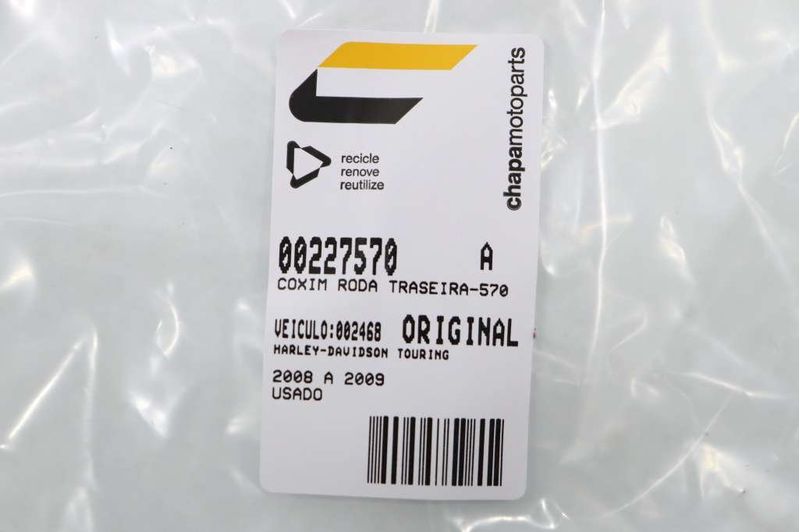 chapamotoparts
recicle
renove
reutilize
00227570 A
COXIM RODA TRASEIRA-570
VEICULO:002468 ORIGINAL
HARLEY-DAVIDSON TOURING
2008 A 2009
USADO